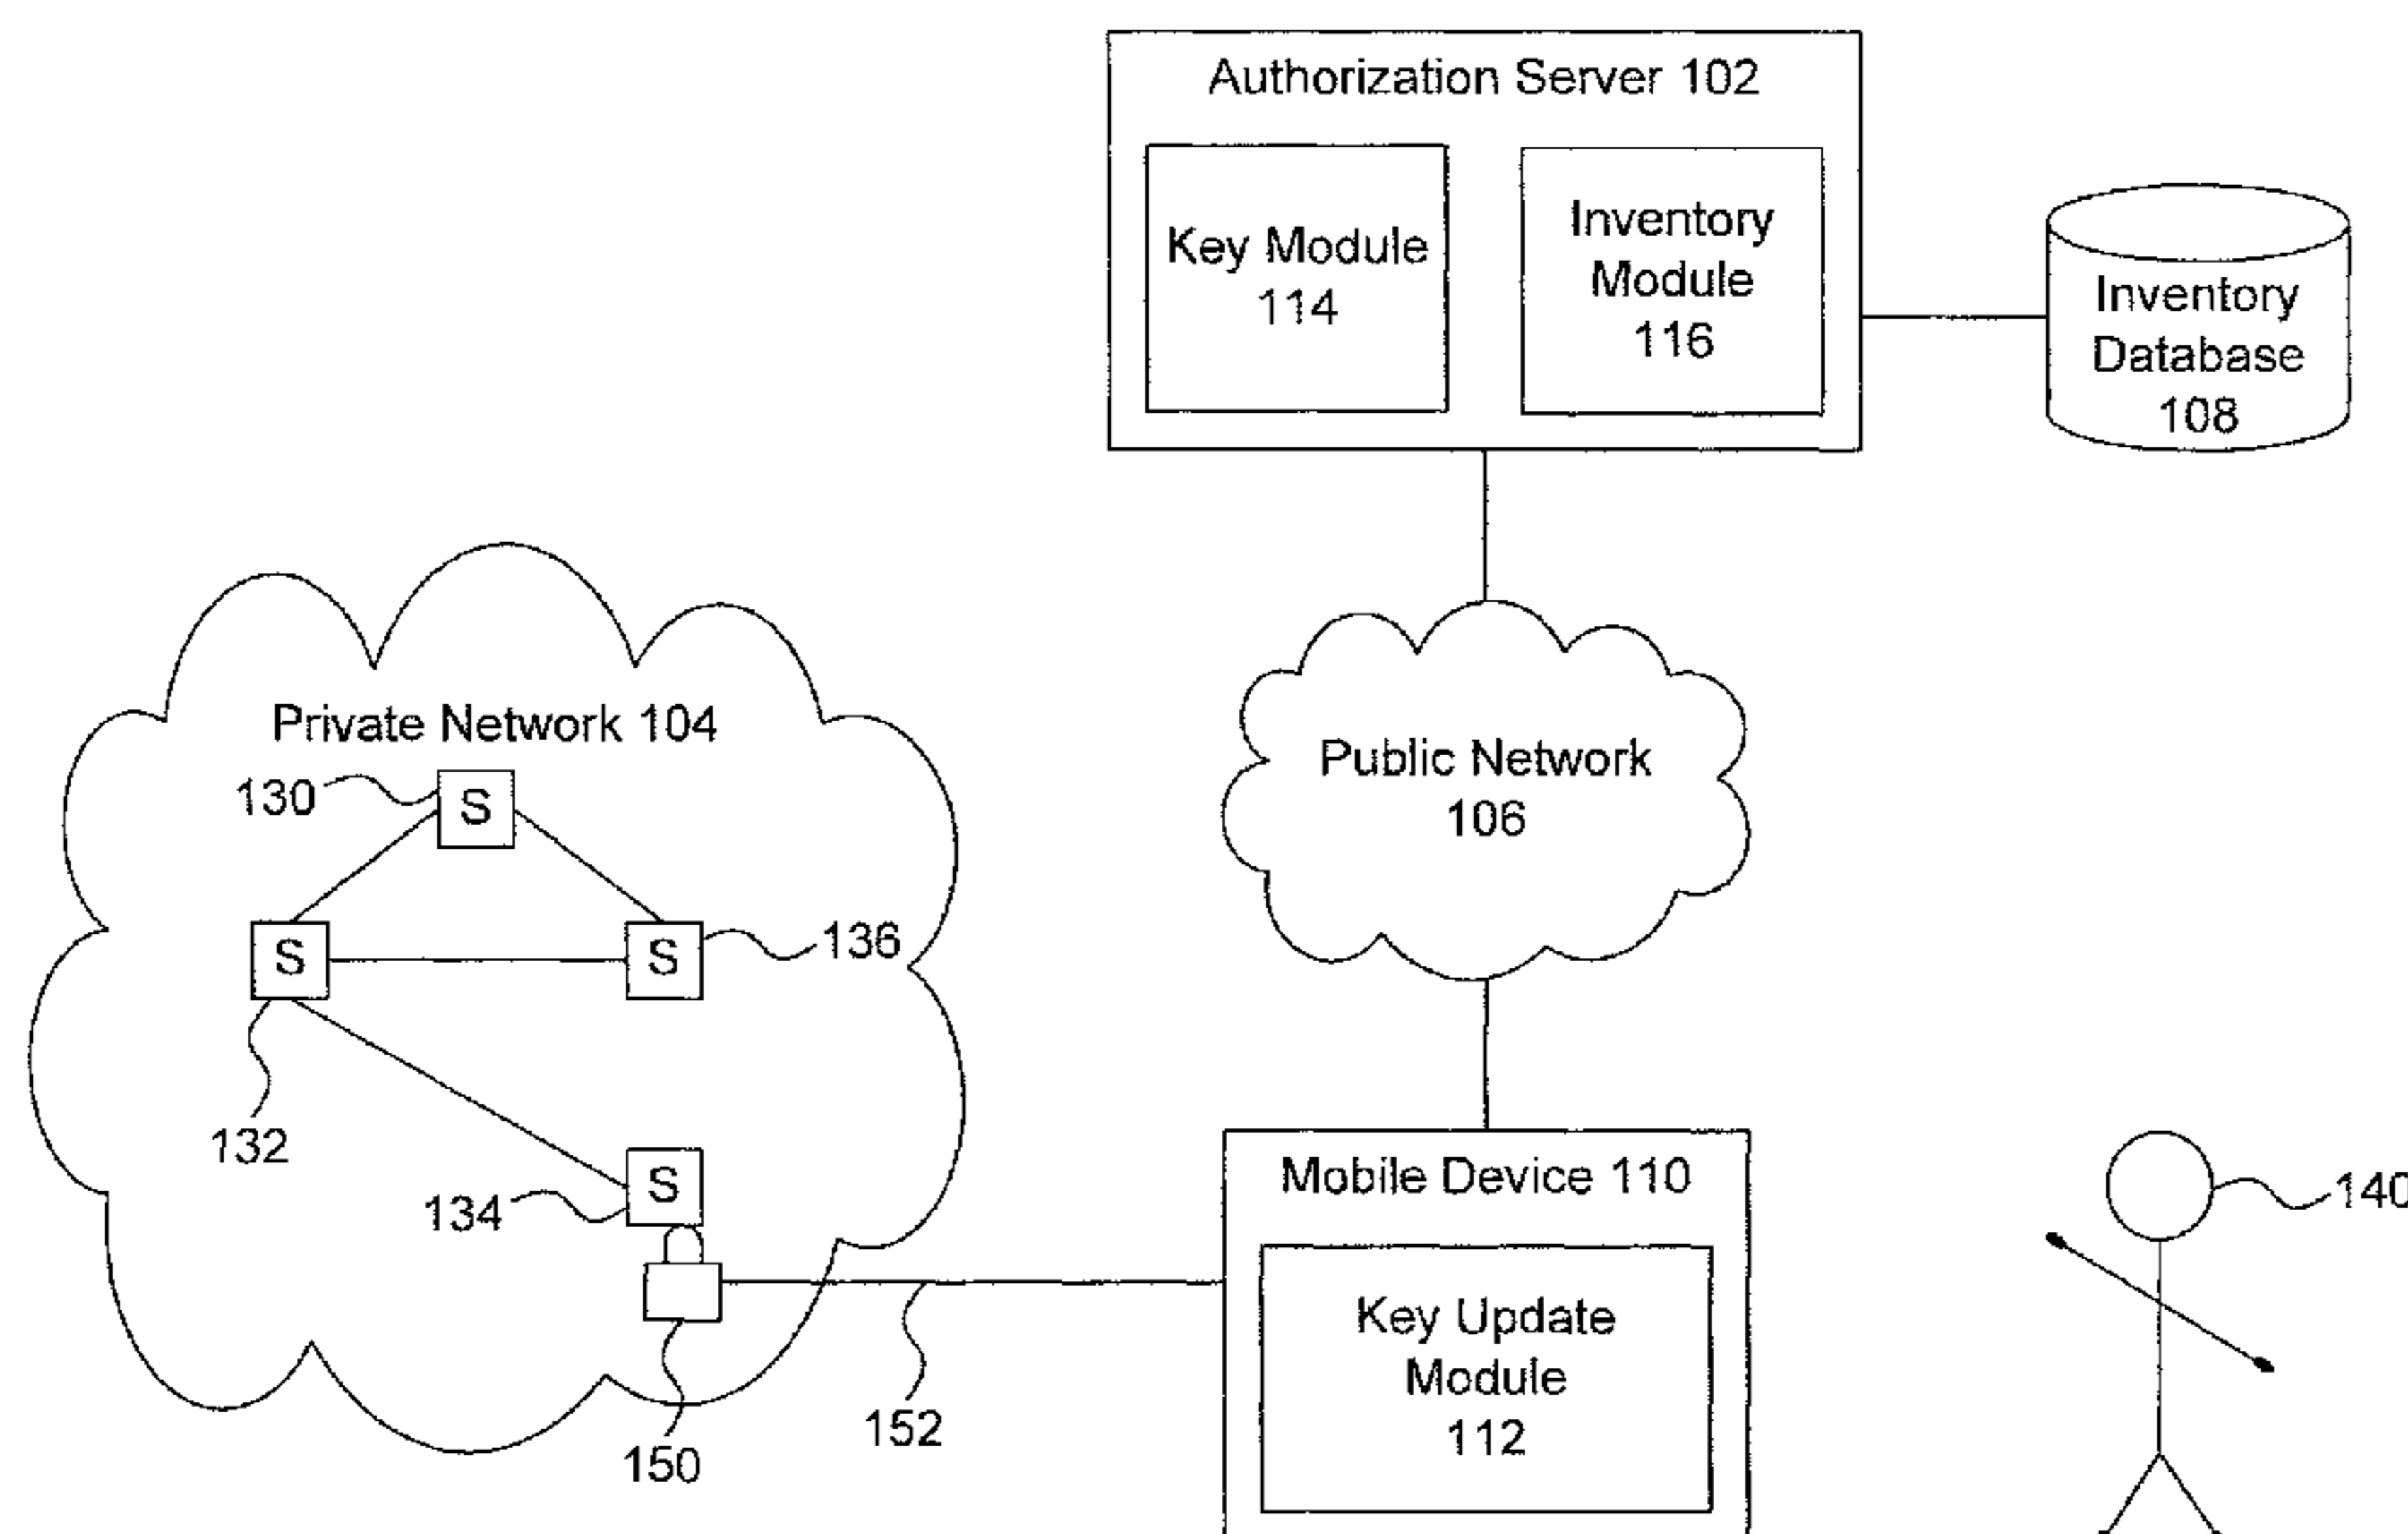 Authorization Server 102
Key Module
114
Inventory
Module
116
Inventory
Database
108
Private Network 104
130
S
S
S
136
132
S
134
150
152
Public Network
106
Mobile Device 110
Key Update
Module
112
140